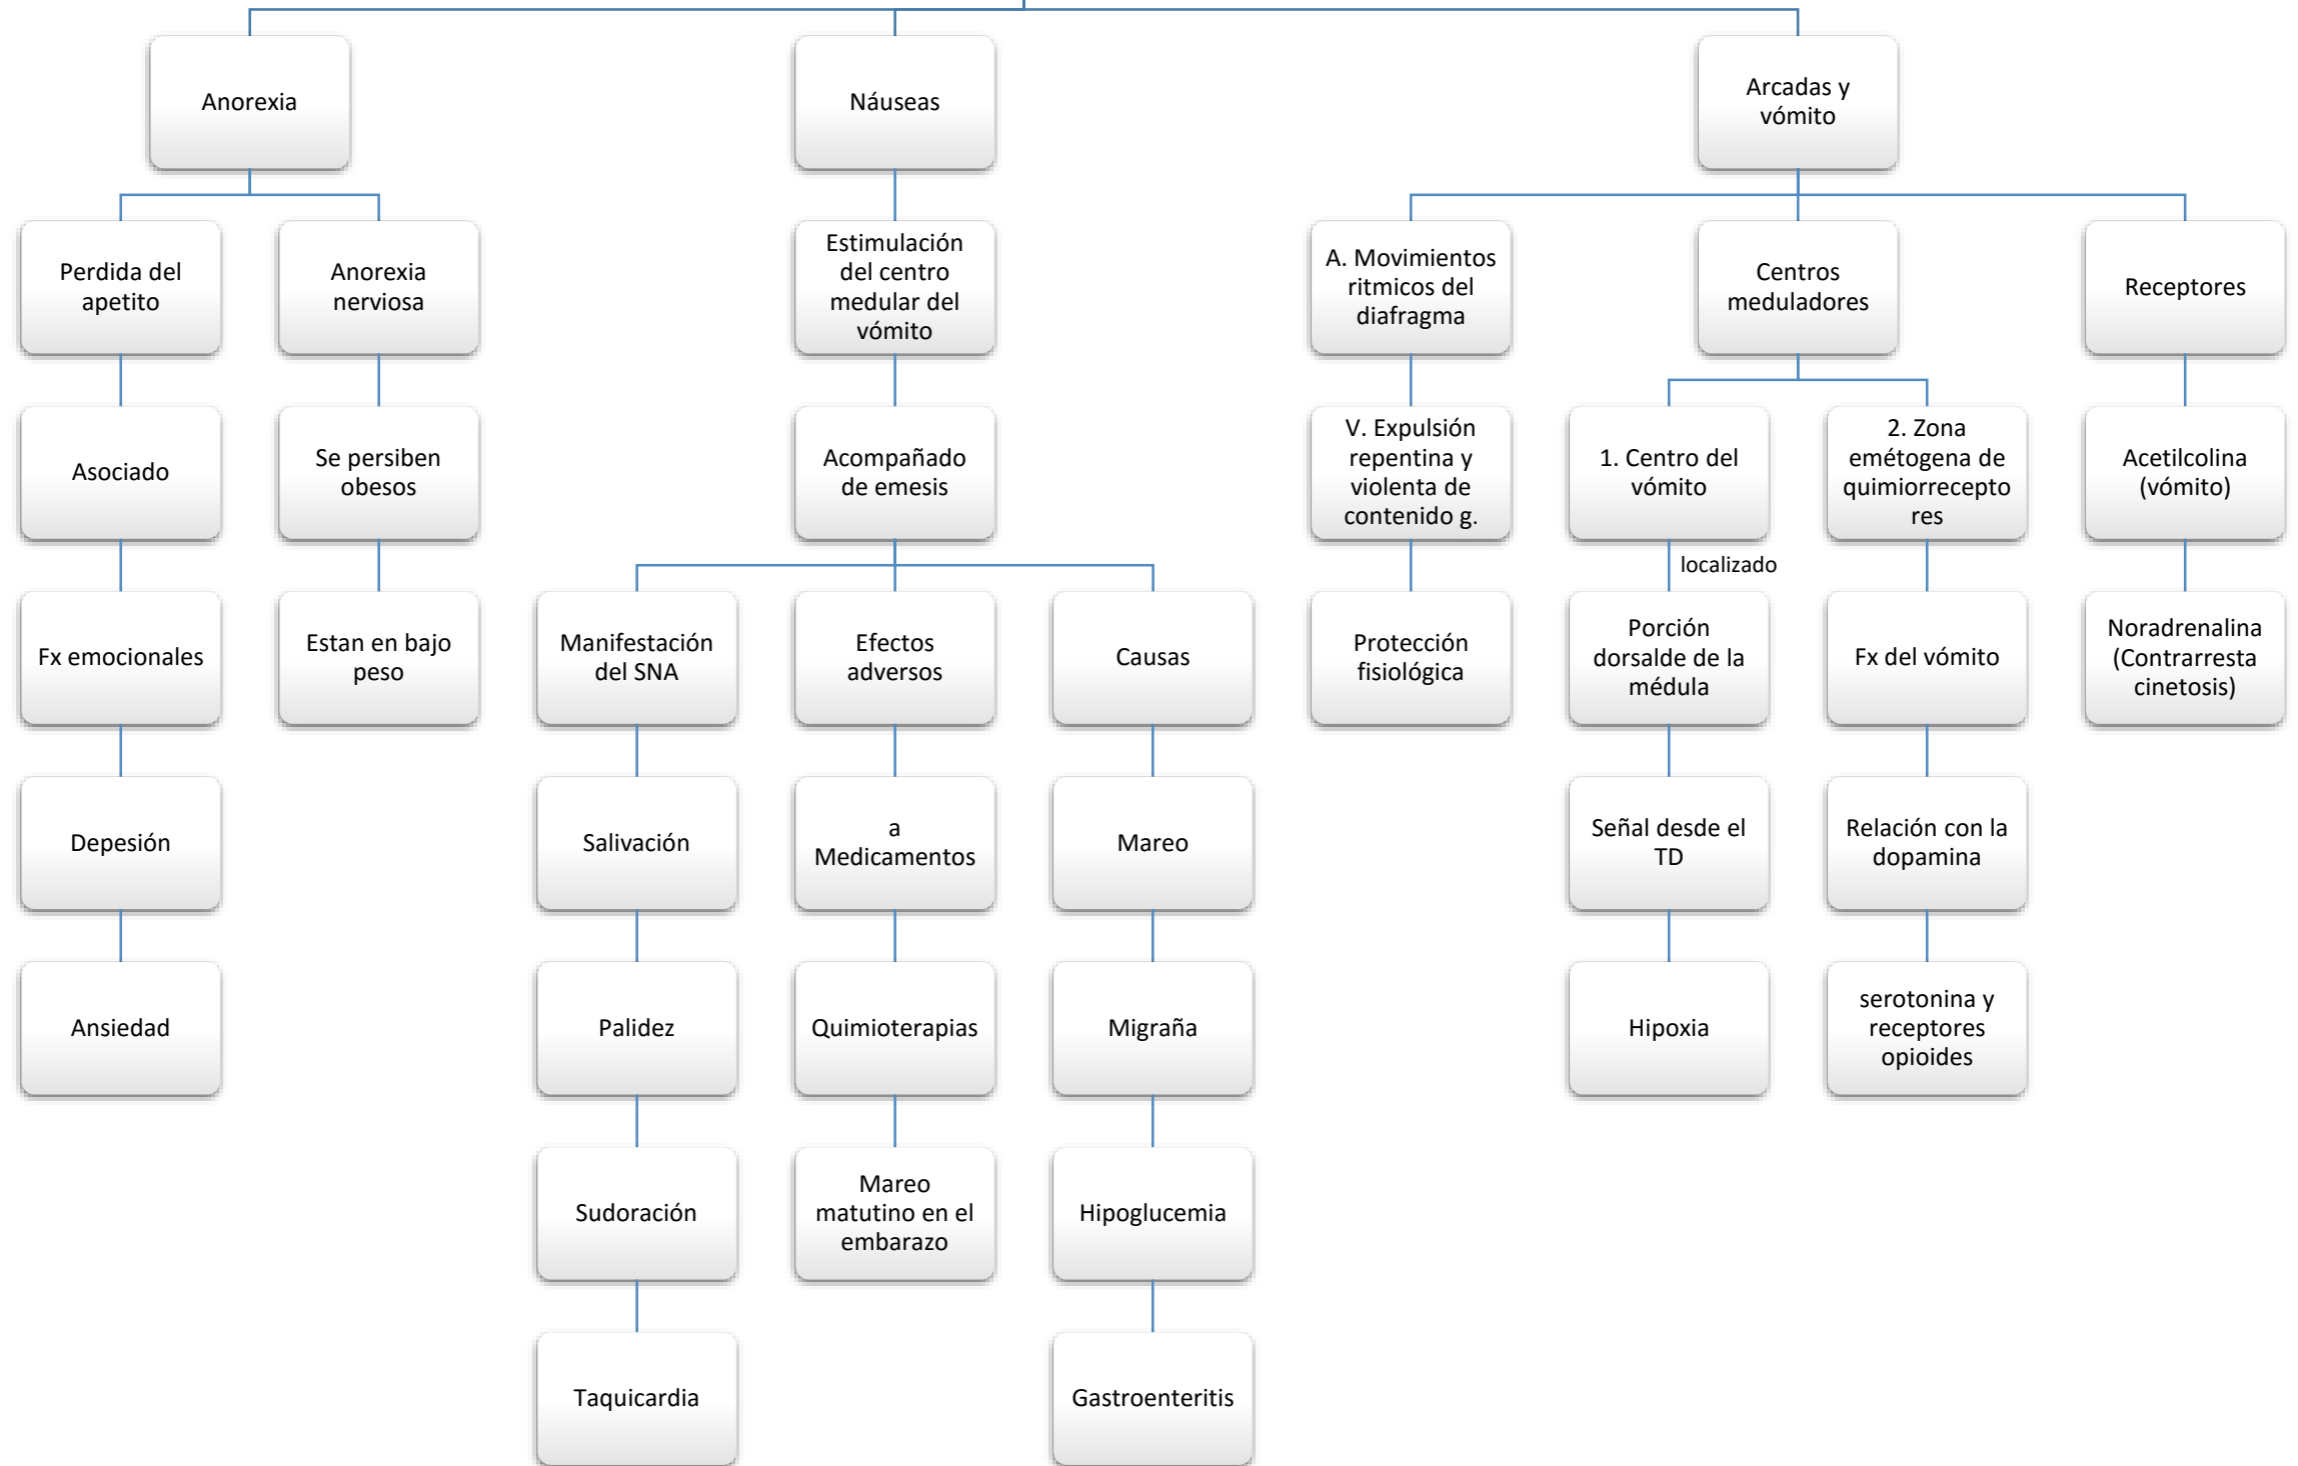 Anorexia
Náuseas
Arcadas y
vómito
Perdida del
apetito
Anorexia
nerviosa
Estimulación
del centro
medular del
vómito
A. Movimientos
ritmicos del
diafragma
Centros
meduladores
Receptores
Asociado
Se persiben
obesos
Acompañado
de emesis
V. Expulsión
repentina y
violenta de
contenido g.
1. Centro del
vómito
2. Zona
emétogena de
quimiorrecepto
res
Acetilcolina
(vómito)
localizado
Fx emocionales
Estan en bajo
peso
Manifestación
del SNA
Efectos
adversos
Causas
Protección
fisiológica
Porción
dorsalde de la
médula
Fx del vómito
Noradrenalina
(Contrarresta
cinetosis)
Depesión
Salivación
a
Medicamentos
Mareo
Señal desde el
TD
Relación con la
dopamina
Ansiedad
Palidez
Quimioterapias
Migraña
Hipoxia
serotonina y
receptores
opioides
Sudoración
Mareo
matutino en el
embarazo
Hipoglucemia
Taquicardia
Gastroenteritis